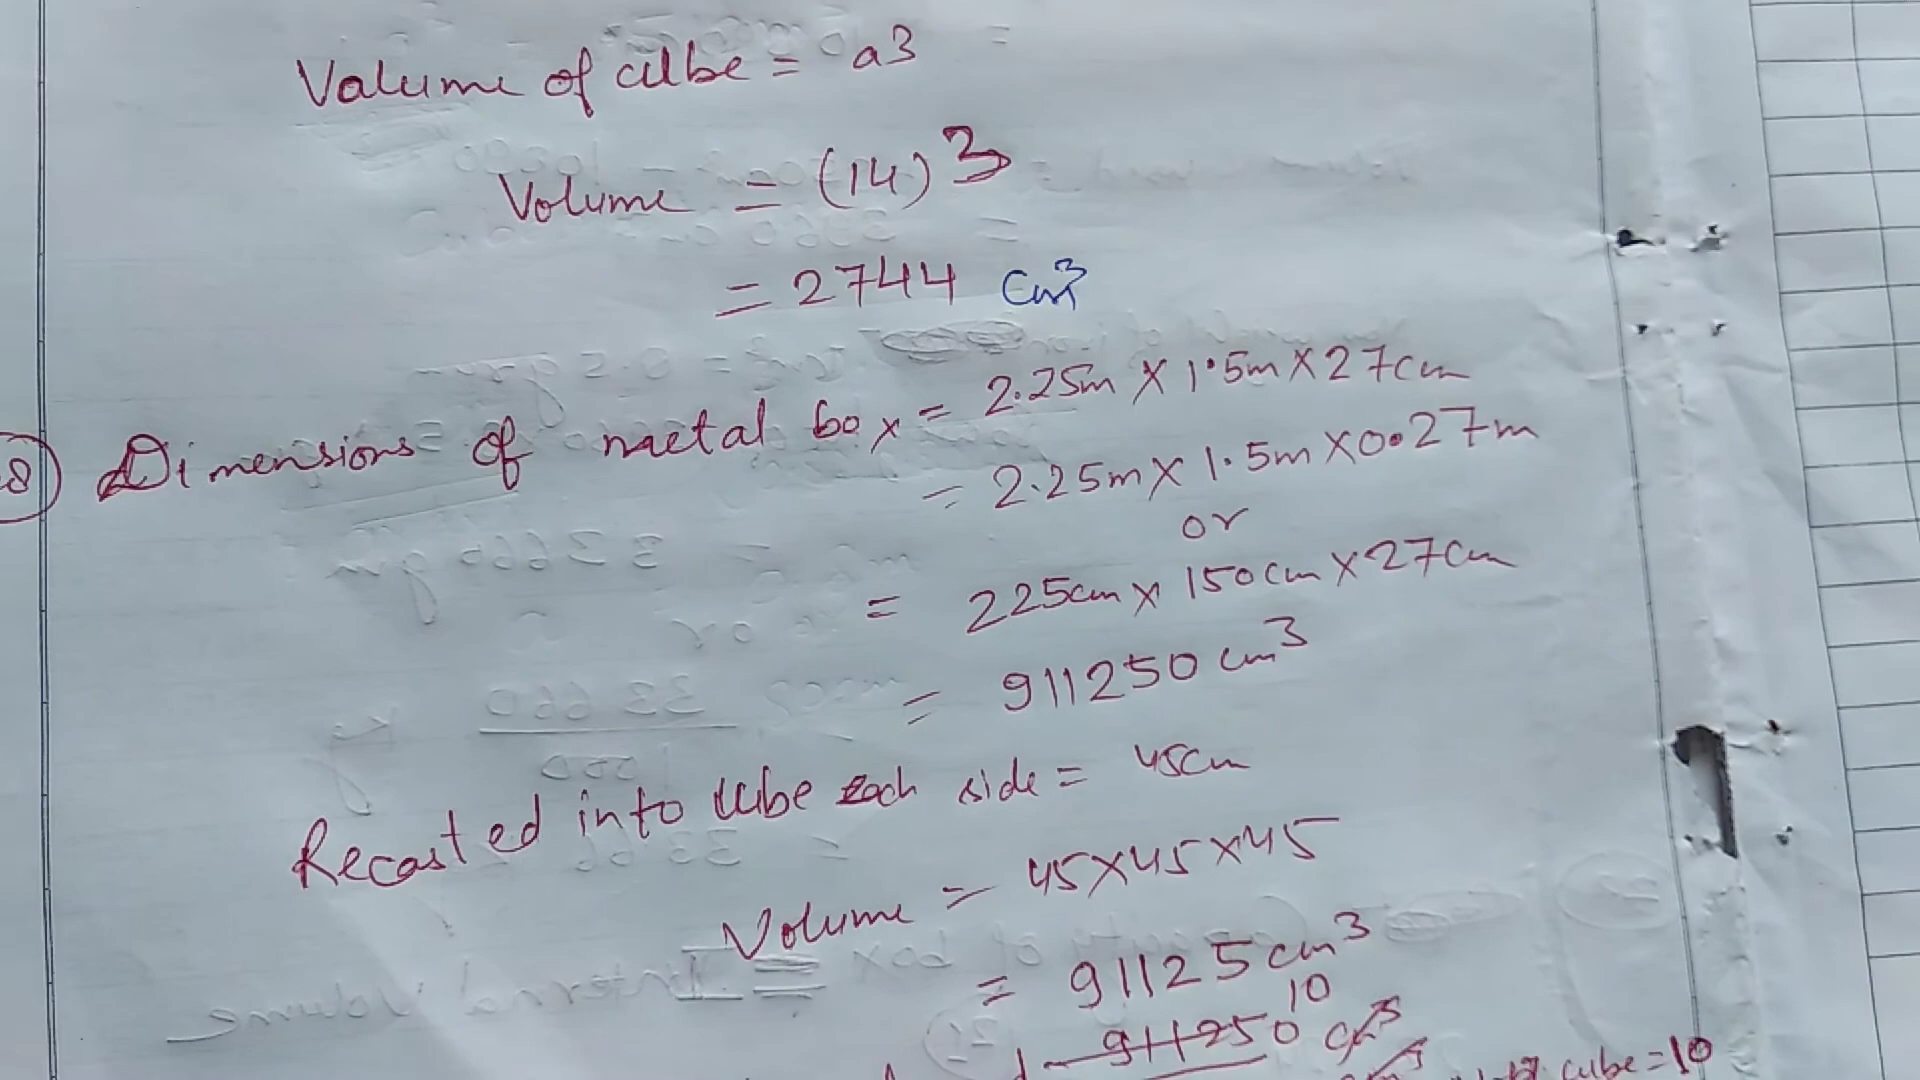 Valume of cube = a3
Volume = (14)3
= 2744 cm3
8) Dimensions of metal box = 2.25m X 1.5m X 27cm
= 2.25m X 1.5m X 0.27m
or
= 225cm x 150cm x 27cm
= 911250 cm3
Recasted into cube each side = 45cm
Volume = 45X45X45
= 91125 cm3
911250 10
cube = 10